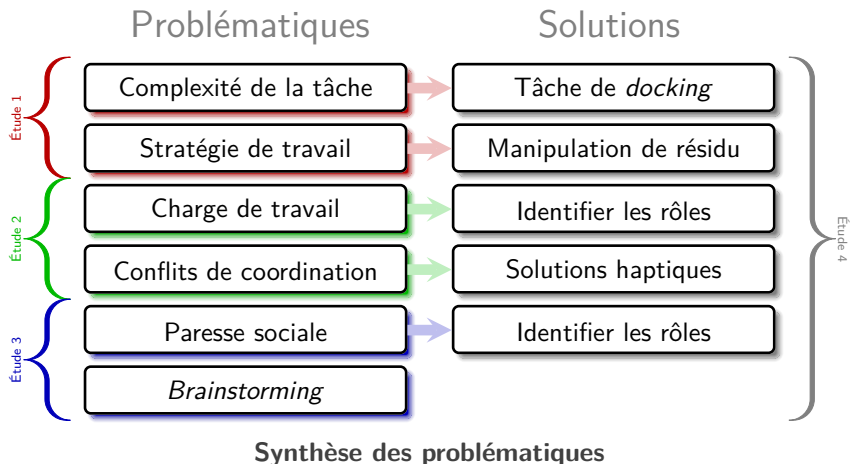 Problématiques Solutions
Étude 1
Complexité de la tâche Tâche de docking
Stratégie de travail Manipulation de résidu
Étude 2
Charge de travail Identifier les rôles
Conflits de coordination Solutions haptiques
Étude 3
Paresse sociale Identifier les rôles
Brainstorming
Étude 4
Synthèse des problématiques